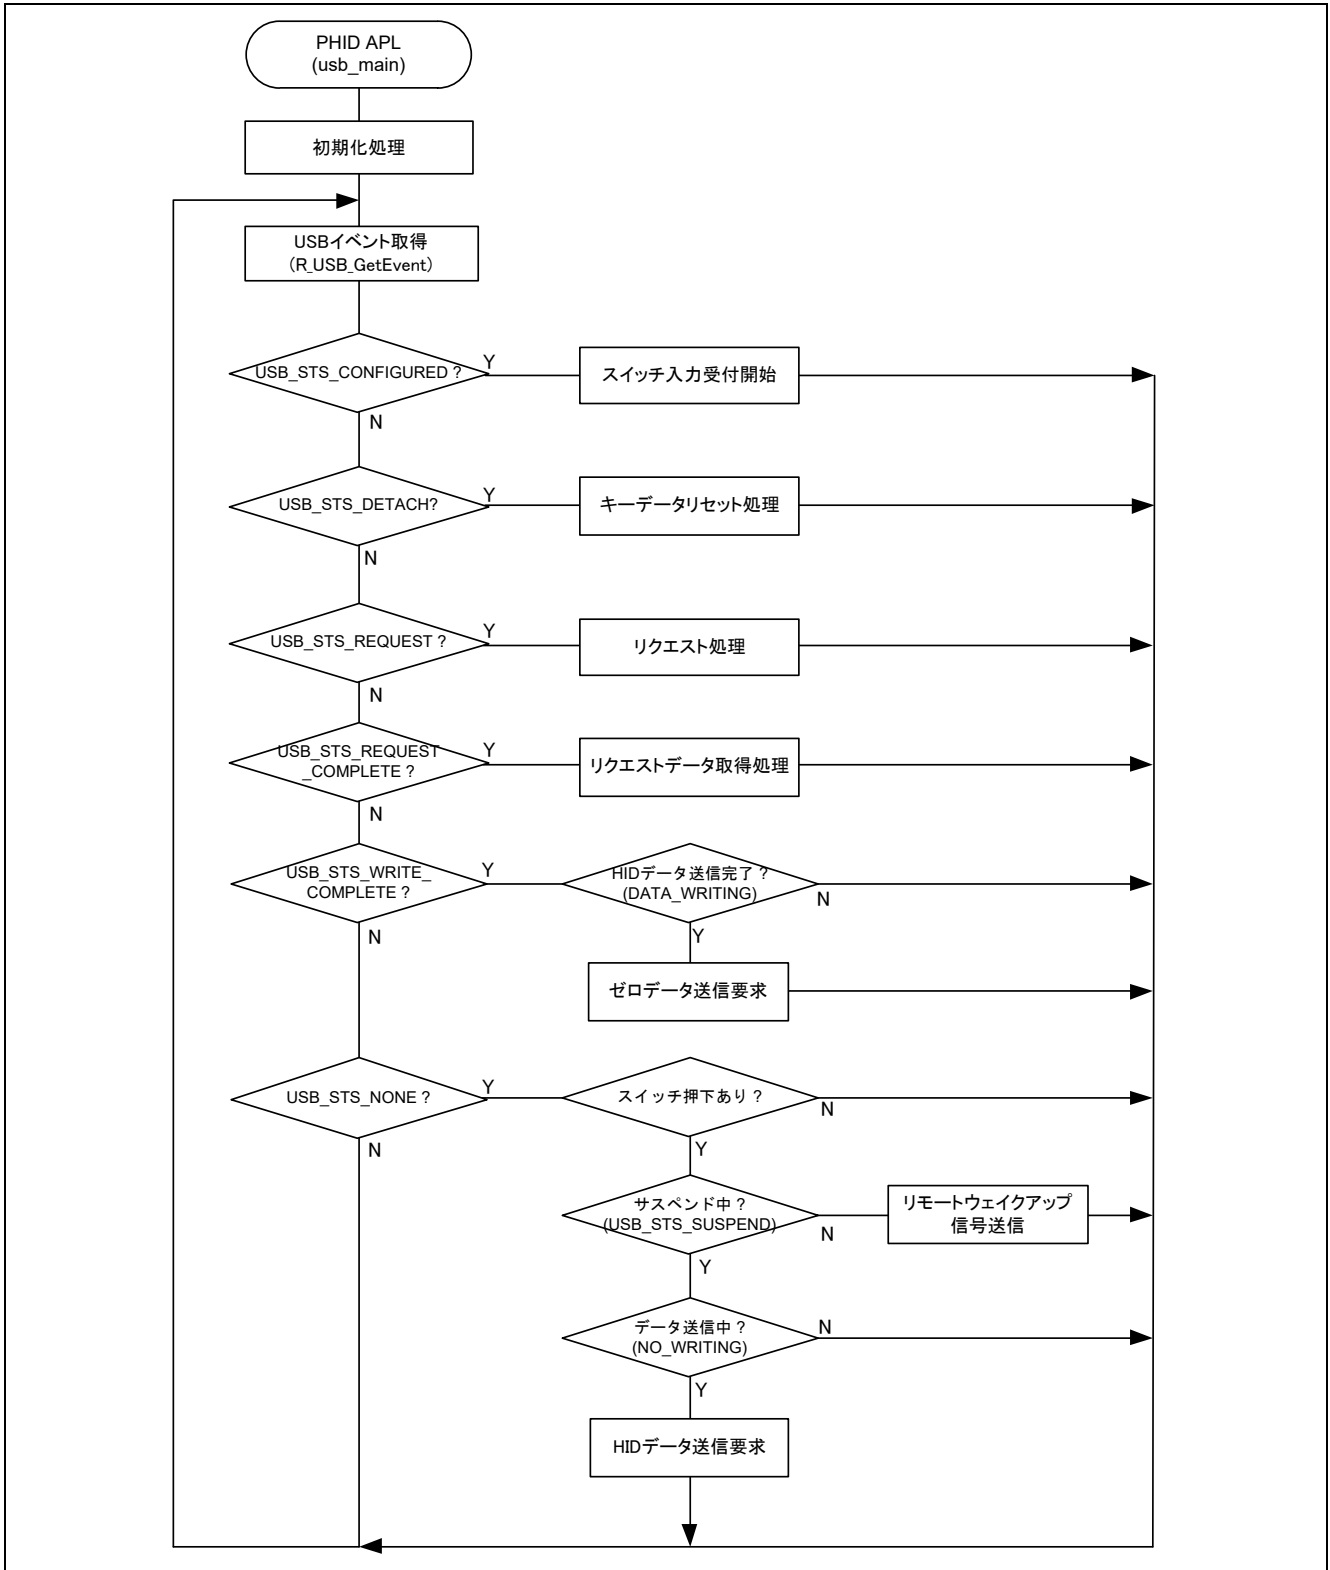 PHID APL
(usb_main)
初期化処理
USBイベント取得
(R_USB_GetEvent)
USB_STS_CONFIGURED ?
Y
スイッチ入力受付開始
N
USB_STS_DETACH?
Y
キーデータリセット処理
N
USB_STS_REQUEST ?
Y
リクエスト処理
N
USB_STS_REQUEST
_COMPLETE ?
Y
リクエストデータ取得処理
N
USB_STS_WRITE_
COMPLETE ?
Y
HIDデータ送信完了 ?
(DATA_WRITING)
N
N
Y
ゼロデータ送信要求
USB_STS_NONE ?
Y
スイッチ押下あり ?
N
N
Y
サスペンド中 ?
(USB_STS_SUSPEND)
N
リモートウェイクアップ
信号送信
Y
データ送信中 ?
(NO_WRITING)
N
Y
HIDデータ送信要求